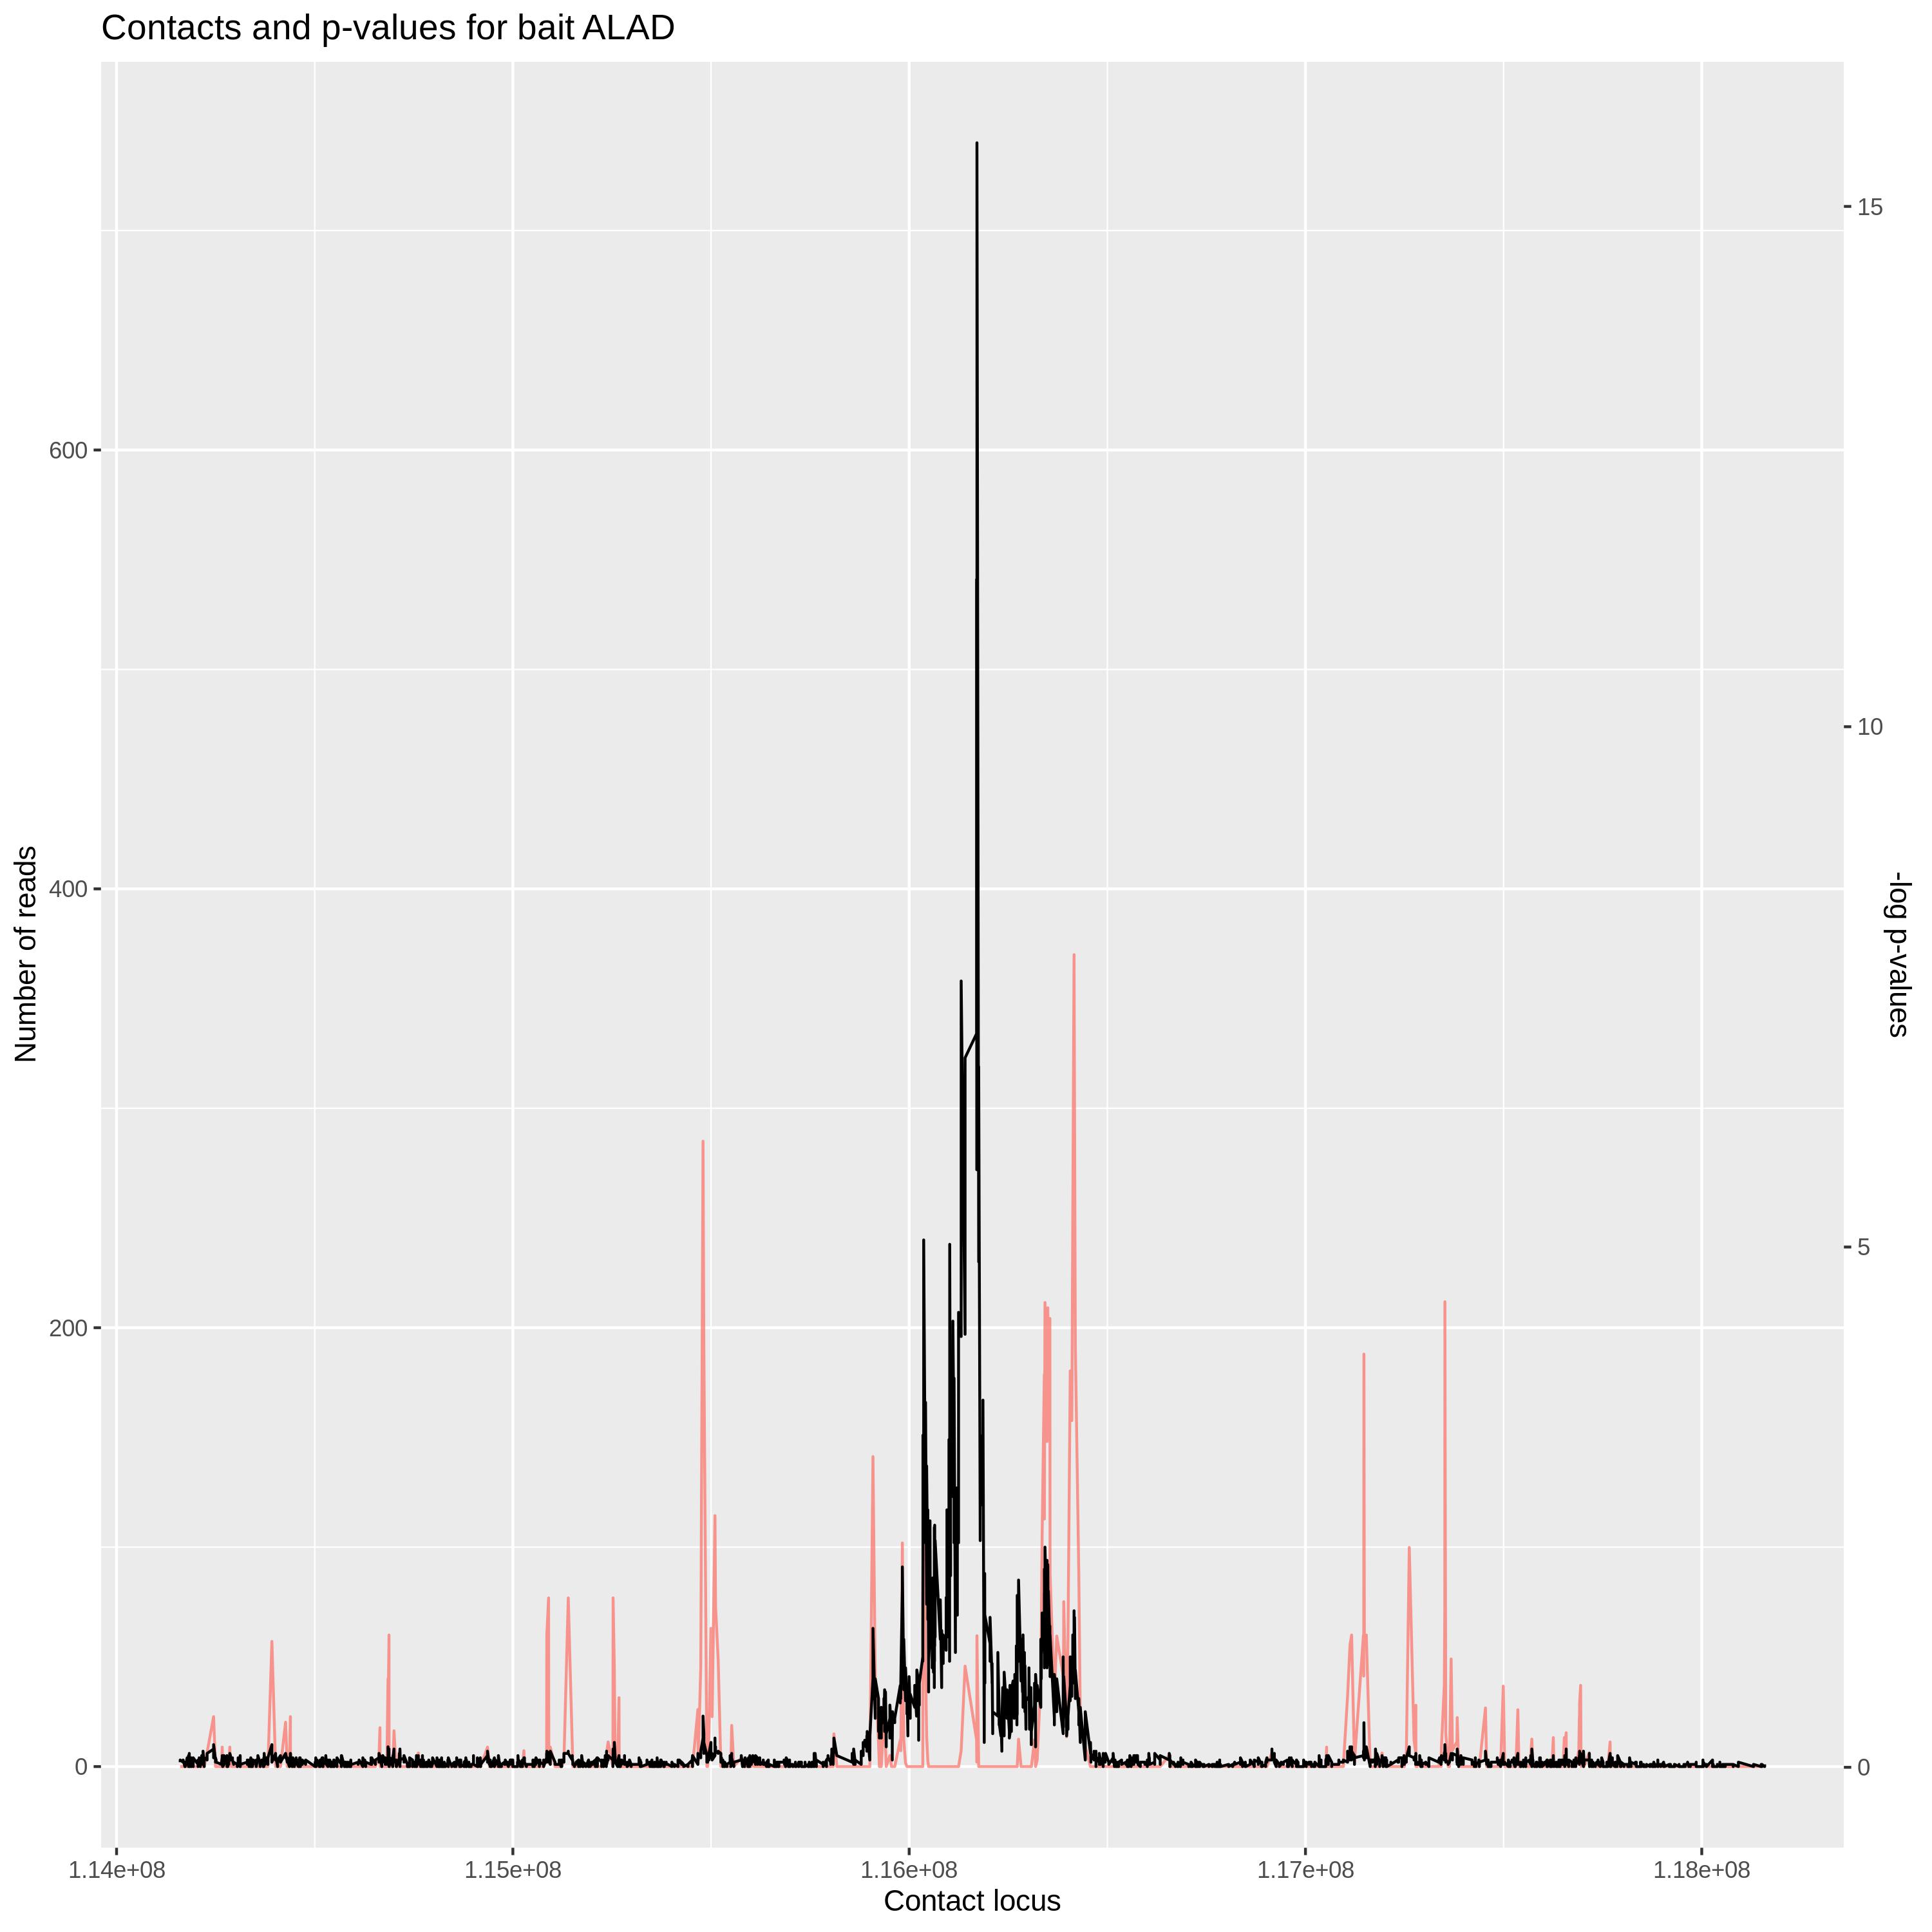 Contacts and p-values for bait ALAD
Number of reads
600
400
200
0
15
10
5
0
-log p-values
1.14e+08 1.15e+08 1.16e+08 1.17e+08 1.18e+08
Contact locus